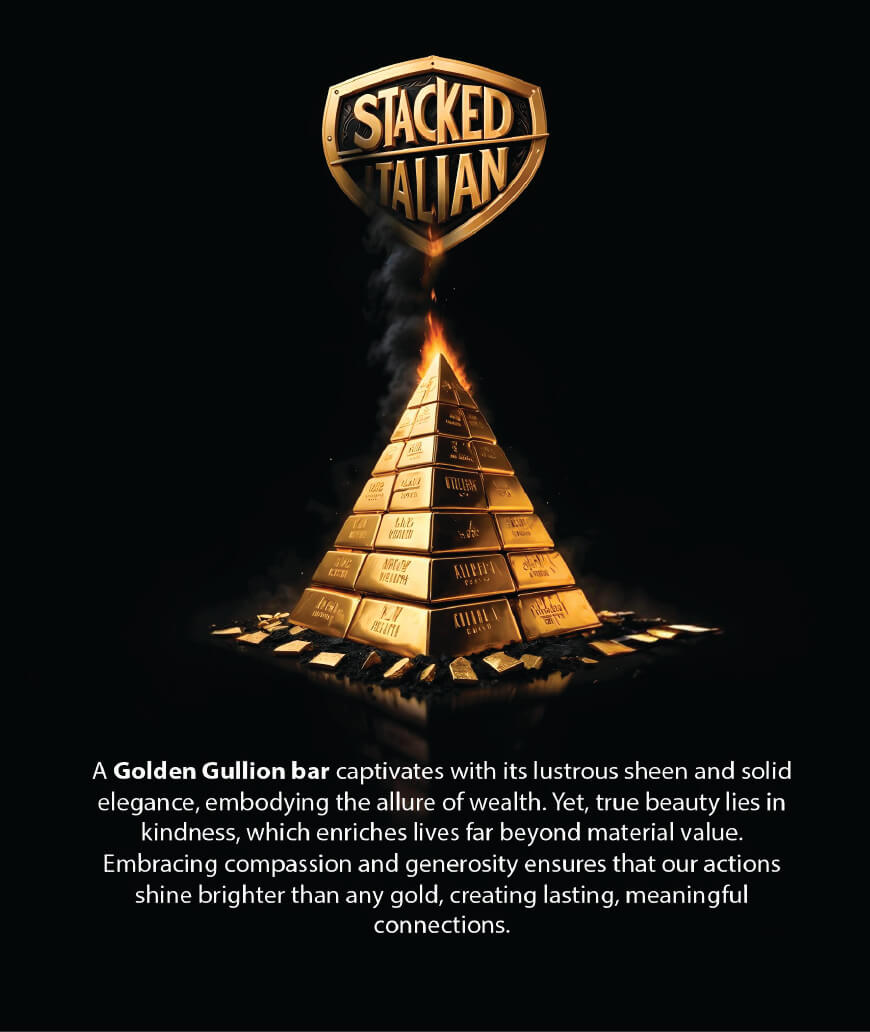 STACKED
ITALIAN
A Golden Gullion bar captivates with its lustrous sheen and solid
elegance, embodying the allure of wealth. Yet, true beauty lies in
kindness, which enriches lives far beyond material value.
Embracing compassion and generosity ensures that our actions
shine brighter than any gold, creating lasting, meaningful
connections.